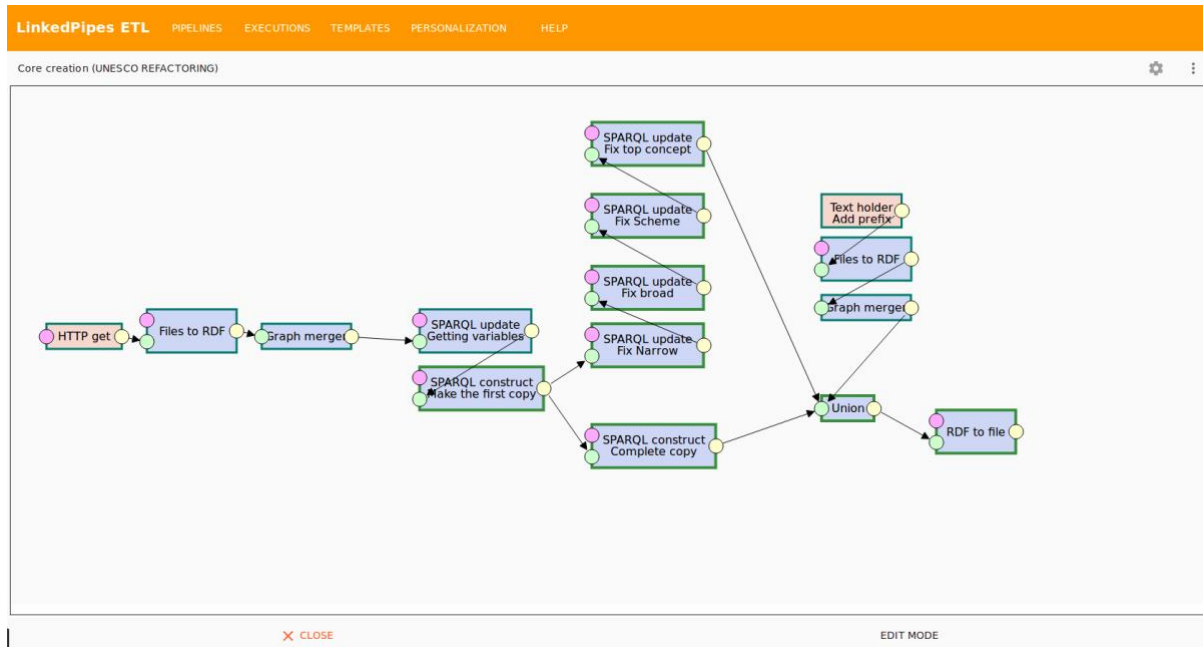 LinkedPipes ETL PIPELINES EXECUTIONS TEMPLATES PERSONALIZATION HELP
Core creation (UNESCO REFACTORING)
SPARQL update
Fix top concept
SPARQL update
Fix Scheme
Text holder
Add prefix
Files to RDF
SPARQL update
Fix broad
Graph merger
HTTP get
Files to RDF
Graph merger
SPARQL update
Getting variables
SPARQL update
Fix Narrow
SPARQL construct
Make the first copy
SPARQL construct
Complete copy
Union
RDF to file
CLOSE
EDIT MODE